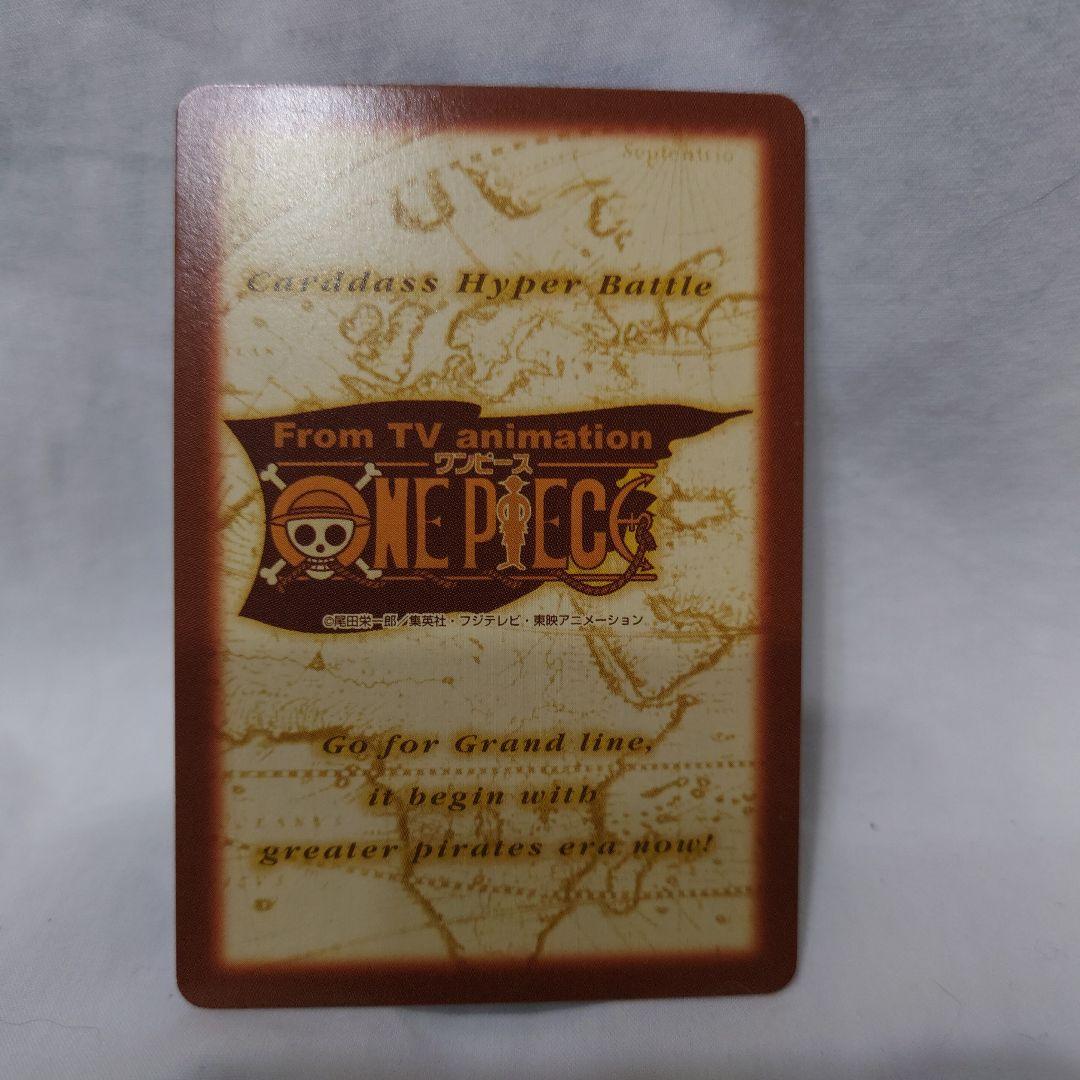 Septentrio
Carddass Hyper Battle
From TV animation
ワンピース
ONE PIECE
©尾田栄一郎／集英社・フジテレビ・東映アニメーション
Go for Grand line,
it begin with
greater pirates era now!